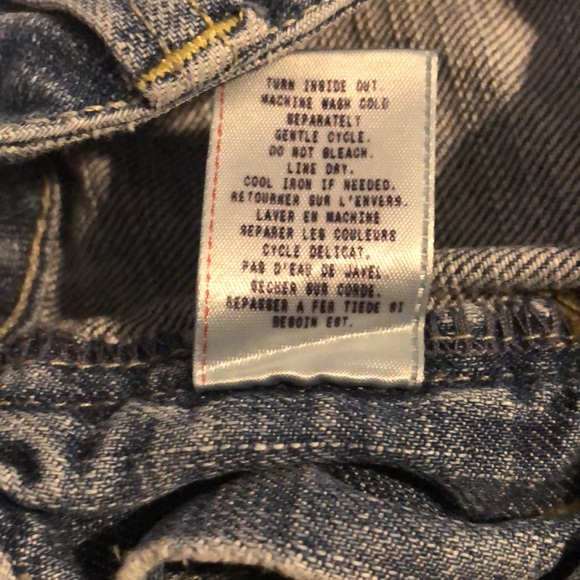 TURN INSIDE OUT.
MACHINE WASH COLD
SEPARATELY
GENTLE CYCLE.
DO NOT BLEACH.
LINE DRY.
COOL IRON IF NEEDED.
RETOURNER SUR L'ENVERS.
LAVER EN MACHINE
SEPARER LES COULEURS
CYCLE DELICAT.
PAS D'EAU DE JAVEL
SECHER SUR CORDE.
REPASSER A FER TIEDE SI
BESOIN EST.